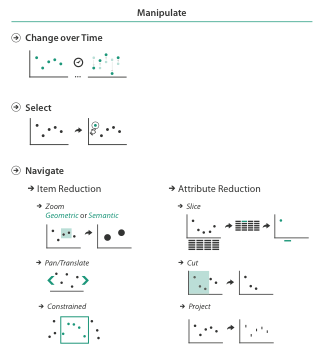 Manipulate
Change over Time
...
Select
Navigate
Item Reduction
Attribute Reduction
Zoom
Geometric or Semantic
Slice
Pan/Translate
Cut
Constrained
Project